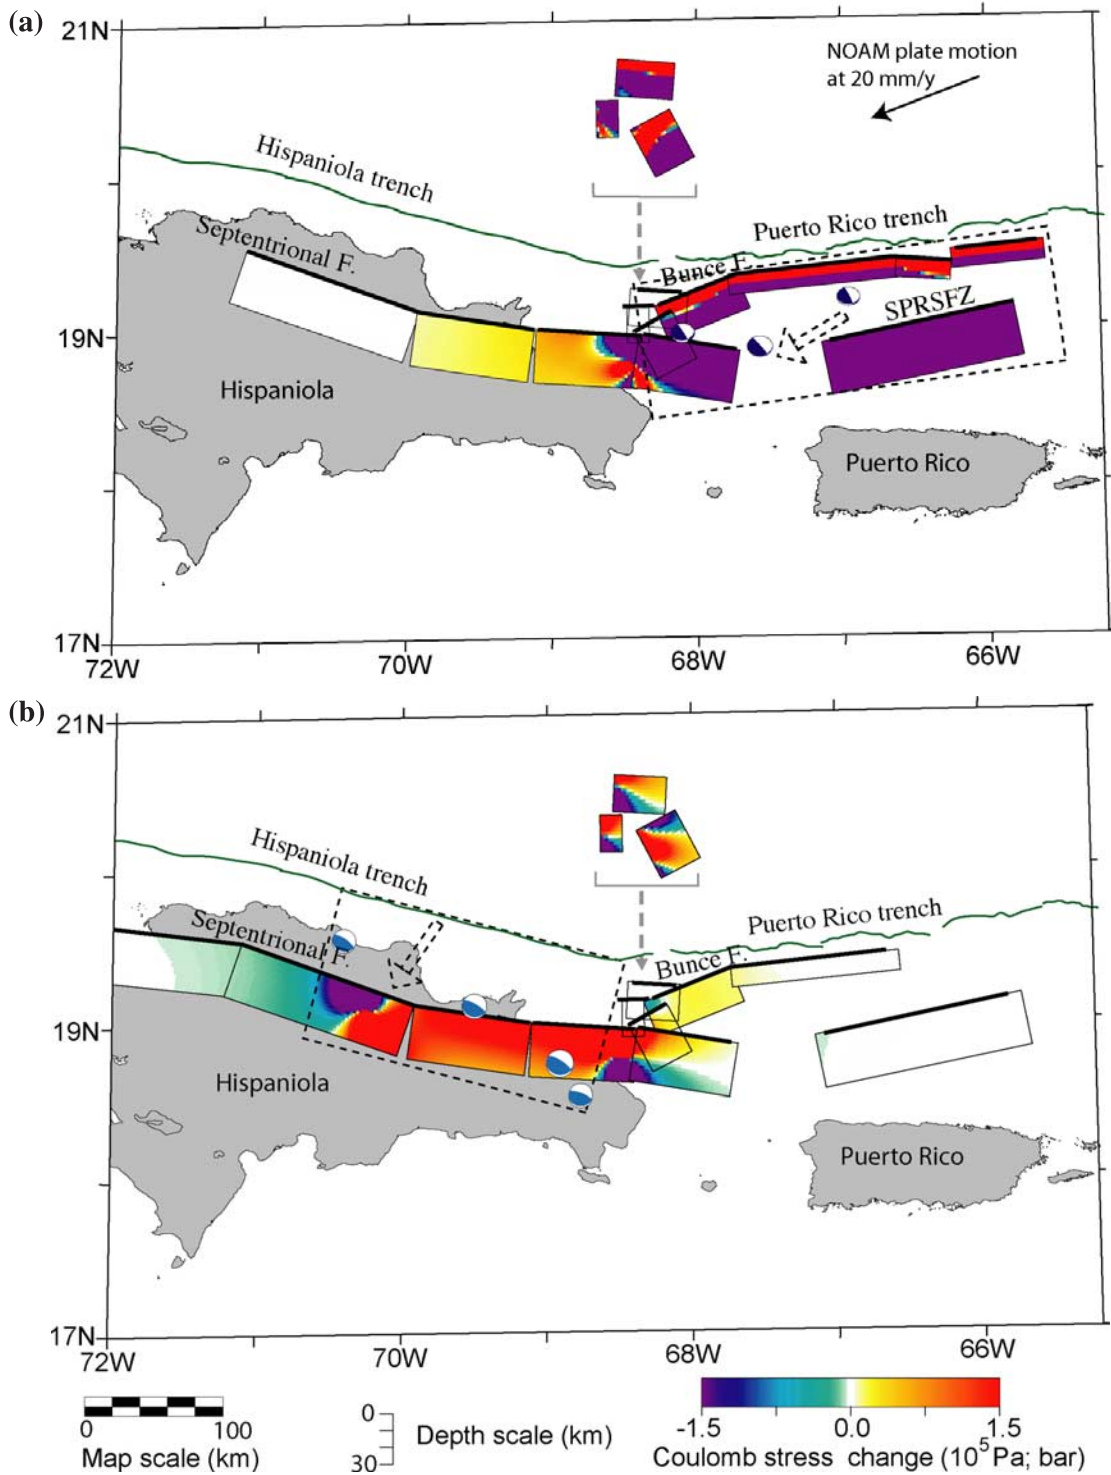 (a)
21N
NOAM plate motion
at 20 mm/y
Hispaniola trench
Puerto Rico trench
Septentrional F.
Bunce F.
SPRSFZ
19N
Hispaniola
Puerto Rico
17N
72W
70W
68W
66W
(b)
21N
Hispaniola trench
Puerto Rico trench
Septentrional F.
Bunce F.
19N
Hispaniola
Puerto Rico
17N
72W
70W
68W
66W
0
100
Map scale (km)
0
30
Depth scale (km)
-1.5
0.0
1.5
Coulomb stress change (10⁵Pa; bar)